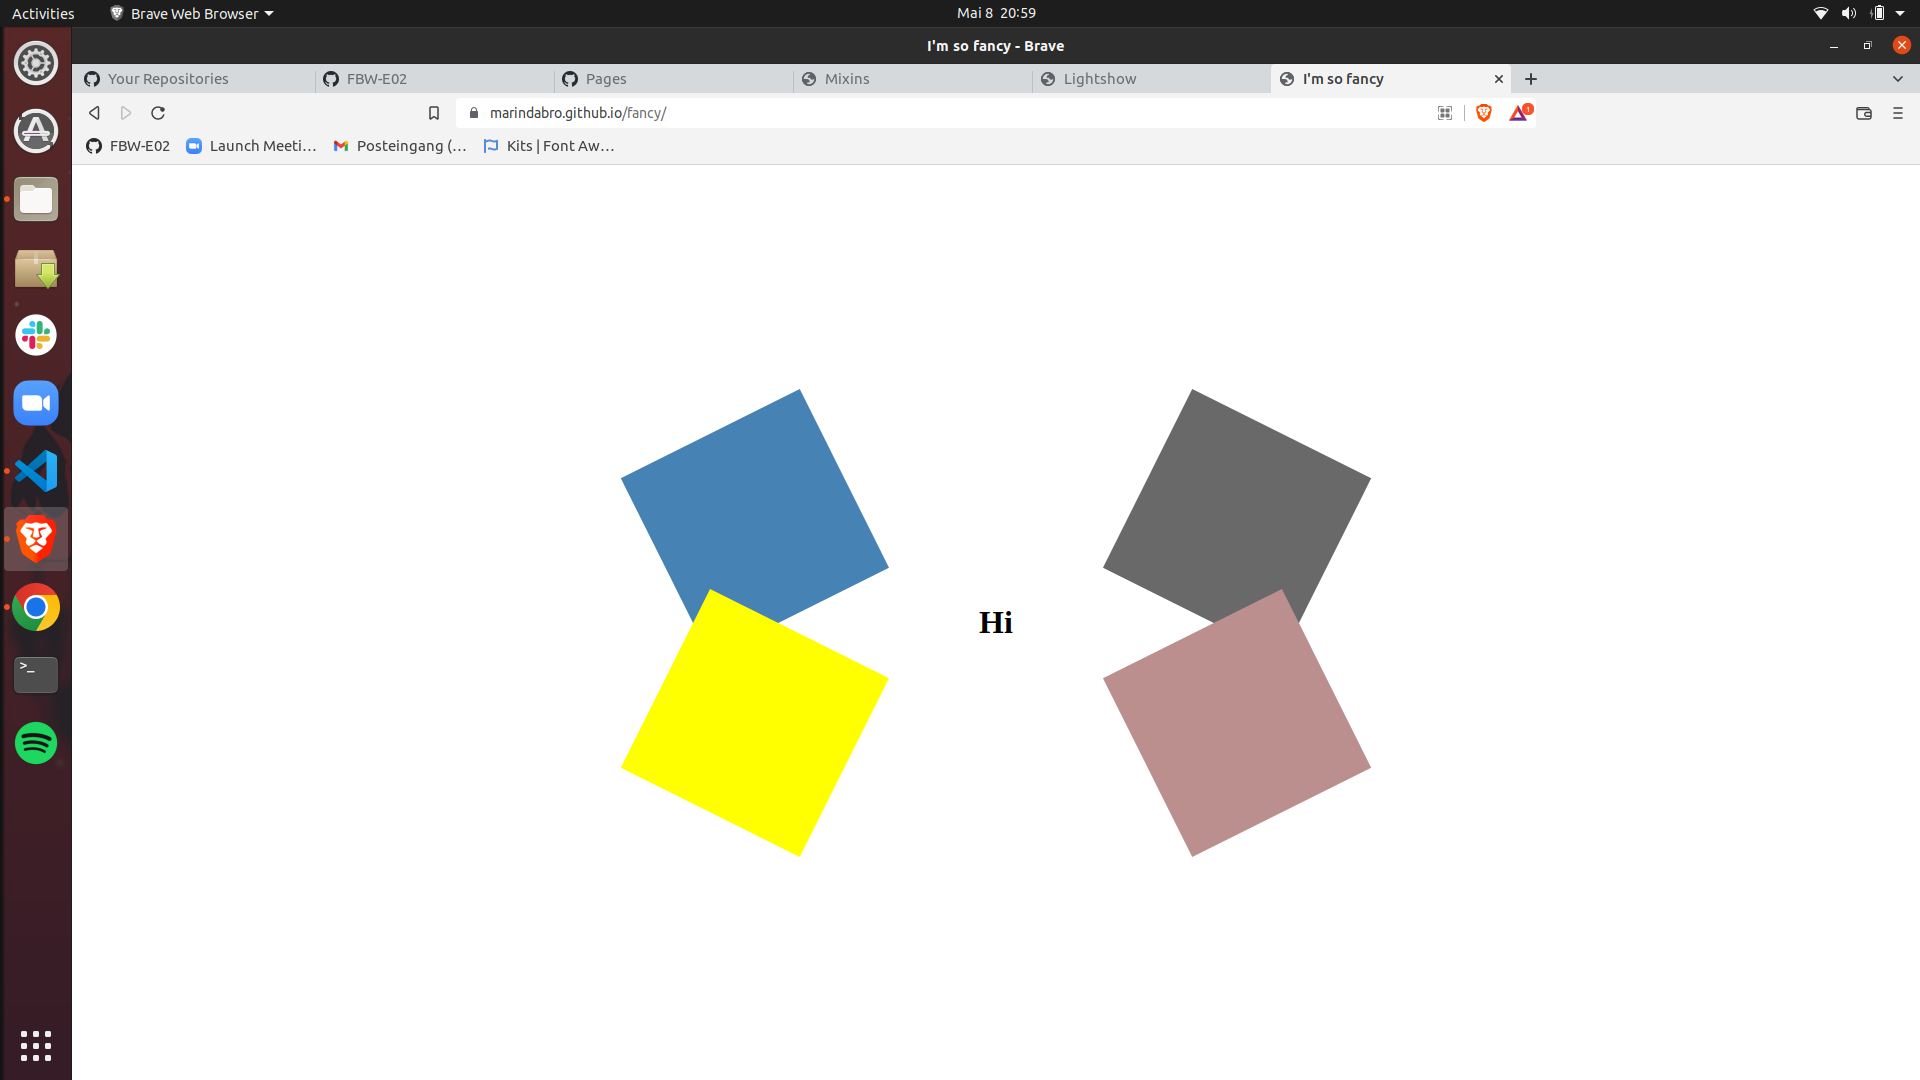 Activities Brave Web Browser Mai 8 20:59
I'm so fancy - Brave
Your Repositories FBW-E02 Pages Mixins Lightshow I'm so fancy
marindabro.github.io/fancy/ 1
FBW-E02 Launch Meeti… Posteingang (… Kits | Font Aw…
Hi
>_